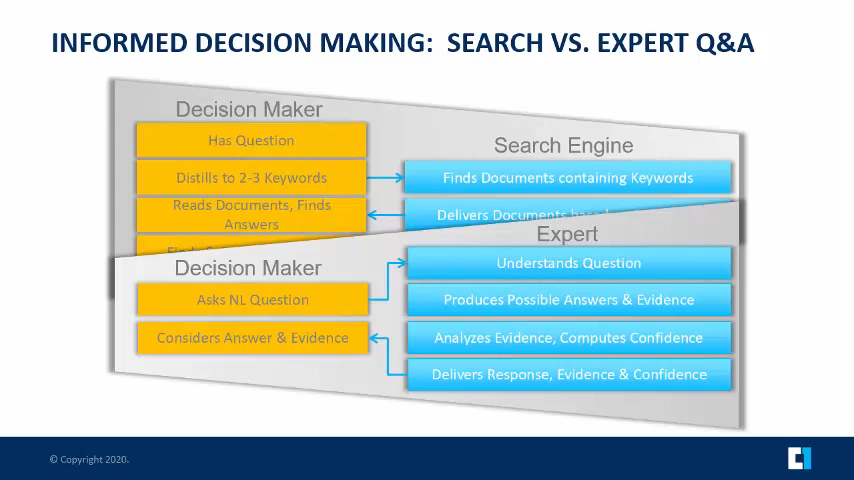 INFORMED DECISION MAKING:  SEARCH VS. EXPERT Q&A
Decision Maker
Has Question
Distills to 2-3 Keywords
Reads Documents, Finds
Answers
Search Engine
Finds Documents containing Keywords
Delivers Documents
Decision Maker
Asks NL Question
Considers Answer & Evidence
Expert
Understands Question
Produces Possible Answers & Evidence
Analyzes Evidence, Computes Confidence
Delivers Response, Evidence & Confidence
© Copyright 2020.